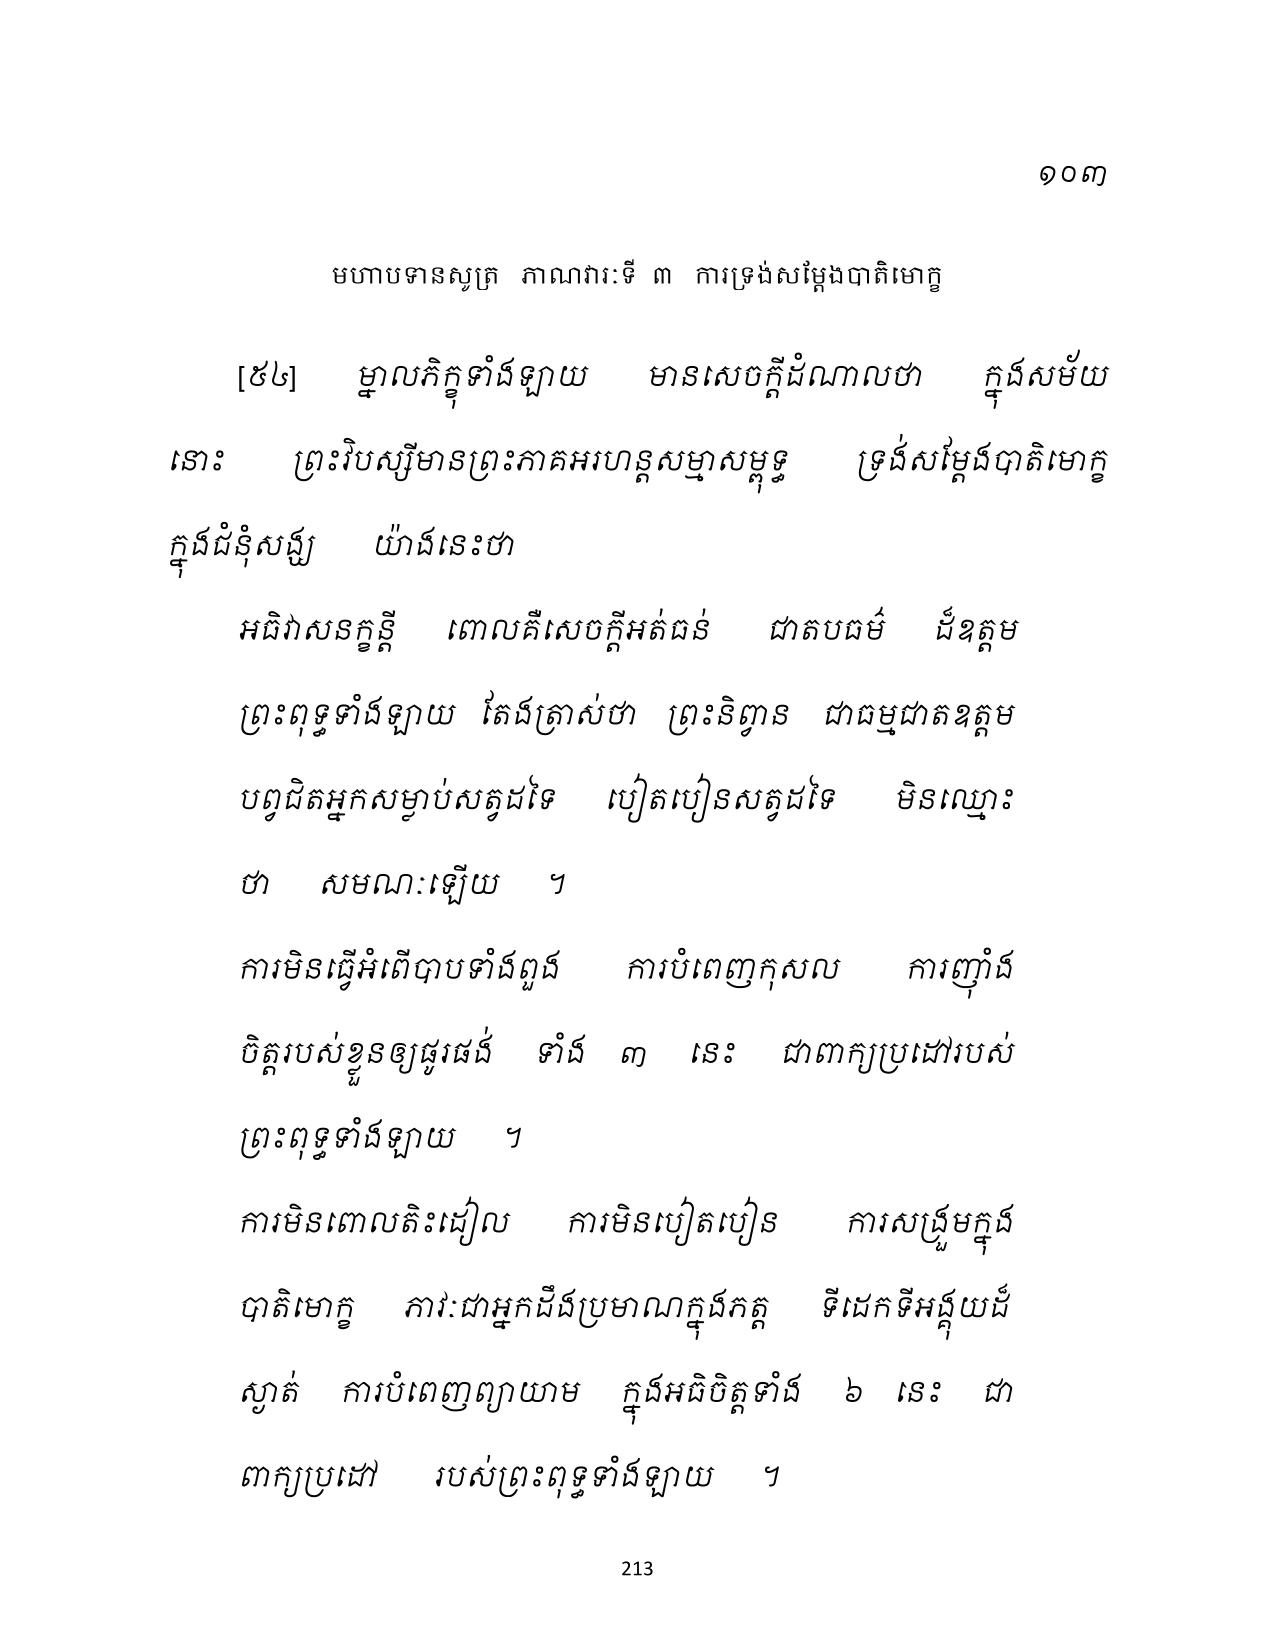 ១០៣
មហាបទានសូត្រ ភាណវារៈទី ៣ ការទ្រង់សម្តែងបាតិមោក្ខ
[៥៤] ម្នាលភិក្ខុទាំងឡាយ មានសេចក្តីដំណាលថា ក្នុងសម័យ
នោះ ព្រះវិបស្សីមានព្រះភាគអរហន្តសម្មាសម្ពុទ្ធ ទ្រង់សម្តែងបាតិមោក្ខ
ក្នុងជំនុំសង្ឃ យ៉ាងនេះថា
អធិវាសនក្ខន្តី ពោលគឺសេចក្តីអត់ធន់ ជាតបធម៌ ដ៏ឧត្តម
ព្រះពុទ្ធទាំងឡាយ តែងត្រាស់ថា ព្រះនិព្វាន ជាធម្មជាតឧត្តម
បព្វជិតអ្នកសម្លាប់សត្វដទៃ បៀតបៀនសត្វដទៃ មិនឈ្មោះ
ថា សមណៈឡើយ ។
ការមិនធ្វើអំពើបាបទាំងពួង ការបំពេញកុសល ការញុំាំង
ចិត្តរបស់ខ្លួនឲ្យផូរផង់ ទាំង ៣ នេះ ជាពាក្យប្រដៅរបស់
ព្រះពុទ្ធទាំងឡាយ ។
ការមិនពោលតិះដៀល ការមិនបៀតបៀន ការសង្រួមក្នុង
បាតិមោក្ខ ភាវៈជាអ្នកដឹងប្រមាណក្នុងភត្ត ទីដេកទីអង្គុយដ៏
ស្ងាត់ ការបំពេញព្យាយាម ក្នុងអធិចិត្តទាំង ៦ នេះ ជា
ពាក្យប្រដៅ របស់ព្រះពុទ្ធទាំងឡាយ ។
213